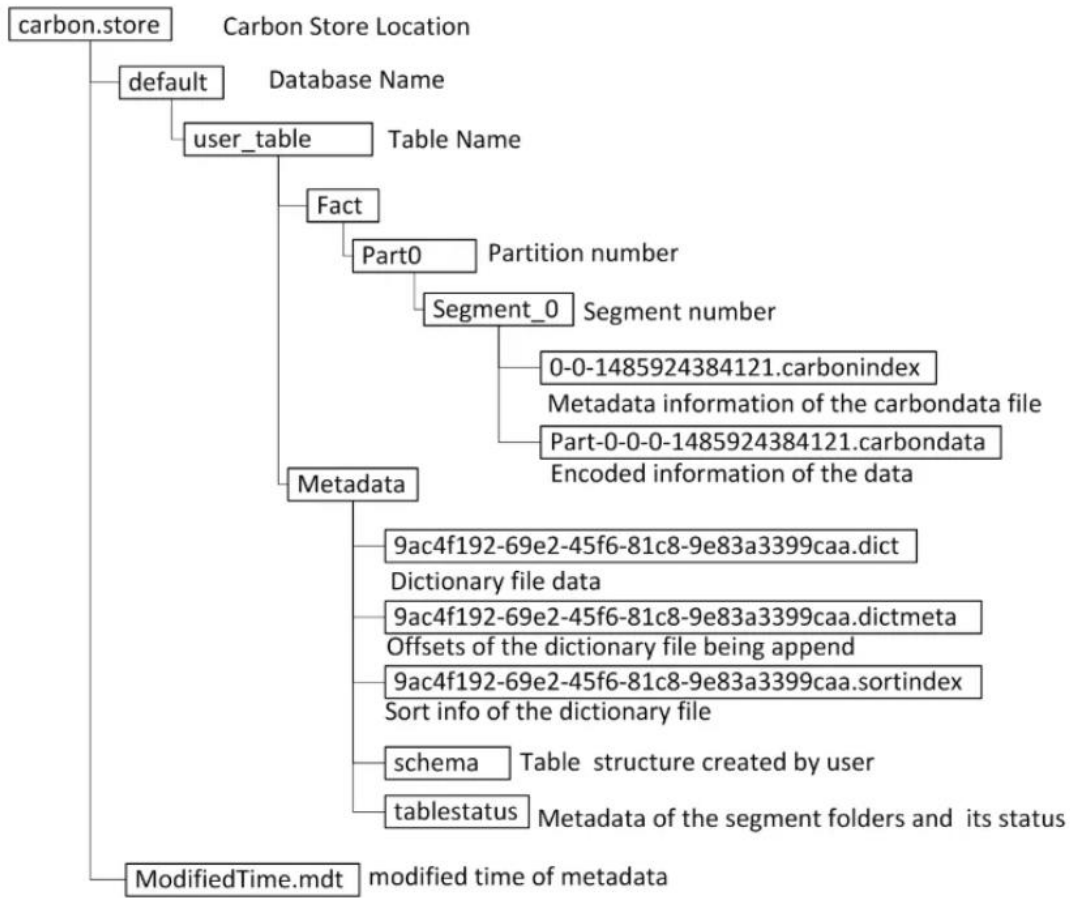 carbon.store Carbon Store Location
default Database Name
user_table Table Name
Fact
Part0 Partition number
Segment_0 Segment number
0-0-1485924384121.carbonindex
Metadata information of the carbondata file
Part-0-0-0-1485924384121.carbondata
Encoded information of the data
Metadata
9ac4f192-69e2-45f6-81c8-9e83a3399caa.dict
Dictionary file data
9ac4f192-69e2-45f6-81c8-9e83a3399caa.dictmeta
Offsets of the dictionary file being append
9ac4f192-69e2-45f6-81c8-9e83a3399caa.sortindex
Sort info of the dictionary file
schema Table structure created by user
tablestatus Metadata of the segment folders and its status
ModifiedTime.mdt modified time of metadata